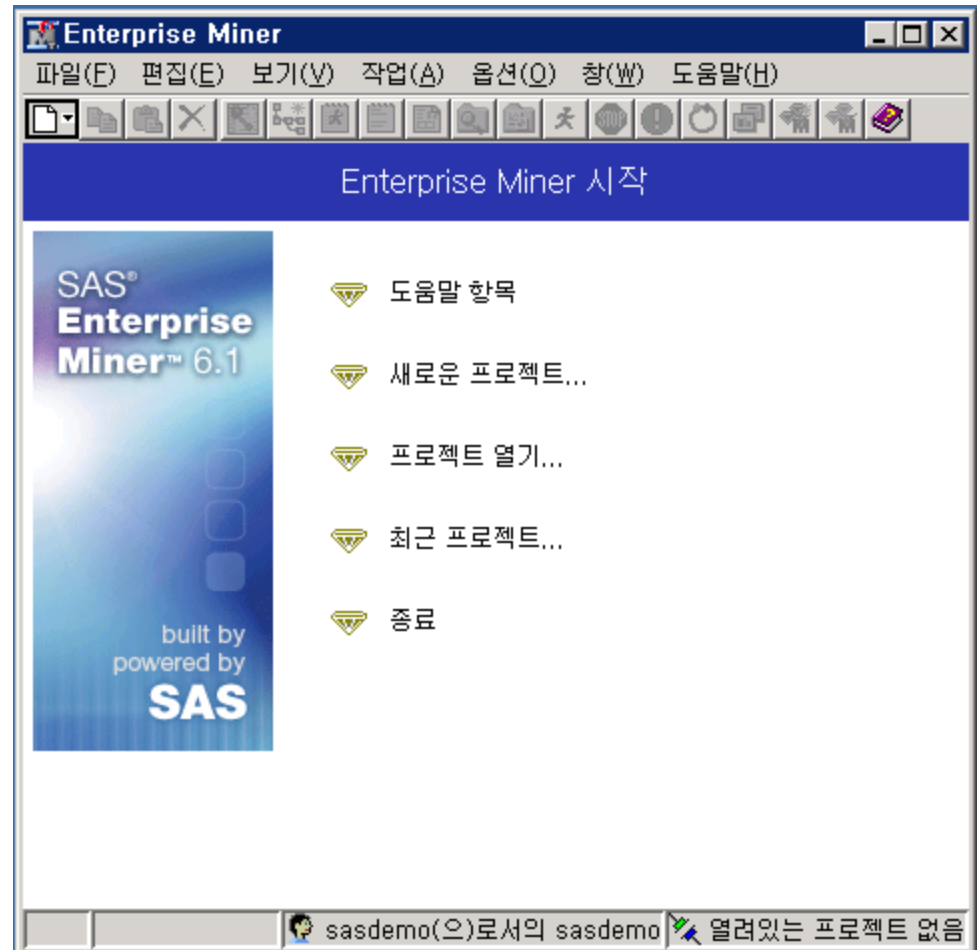 Enterprise Miner
파일(F) 편집(E) 보기(V) 작업(A) 옵션(O) 창(W) 도움말(H)
Enterprise Miner 시작
SAS®
Enterprise
Miner™ 6.1
built by
powered by
SAS
도움말 항목
새로운 프로젝트...
프로젝트 열기...
최근 프로젝트...
종료
sasdemo(으)로서의 sasdemo
열려있는 프로젝트 없음